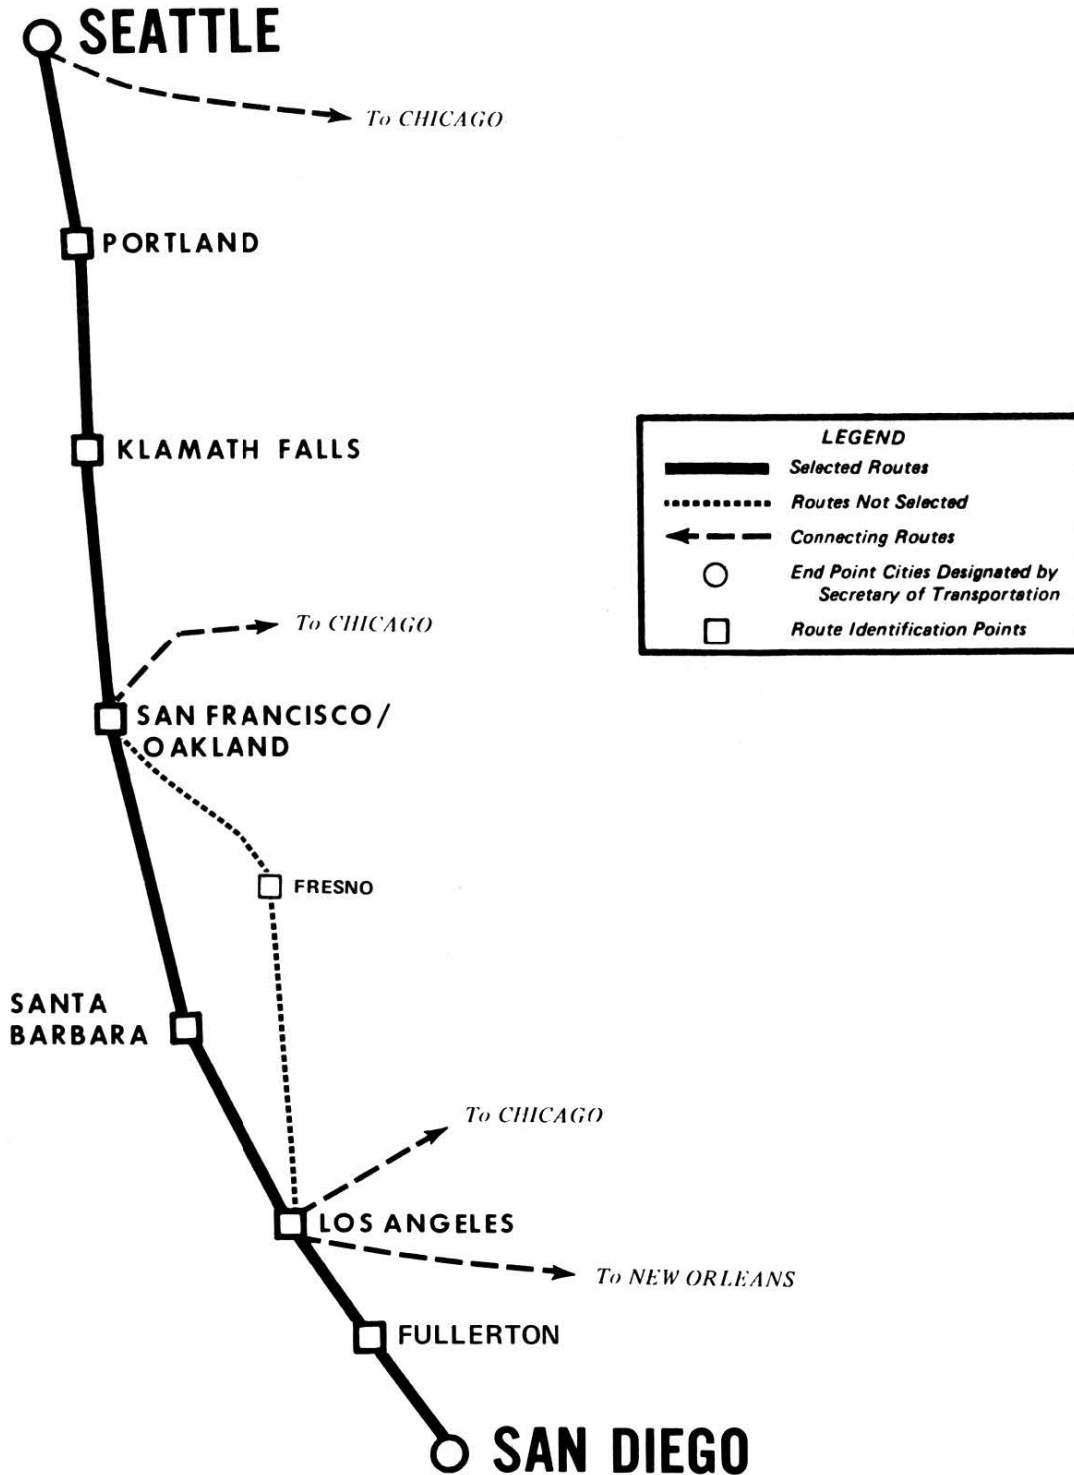 SEATTLE
To CHICAGO
PORTLAND
KLAMATH FALLS
LEGEND
Selected Routes
Routes Not Selected
Connecting Routes
End Point Cities Designated by
Secretary of Transportation
Route Identification Points
To CHICAGO
SAN FRANCISCO/
OAKLAND
FRESNO
SANTA
BARBARA
To CHICAGO
LOS ANGELES
To NEW ORLEANS
FULLERTON
SAN DIEGO